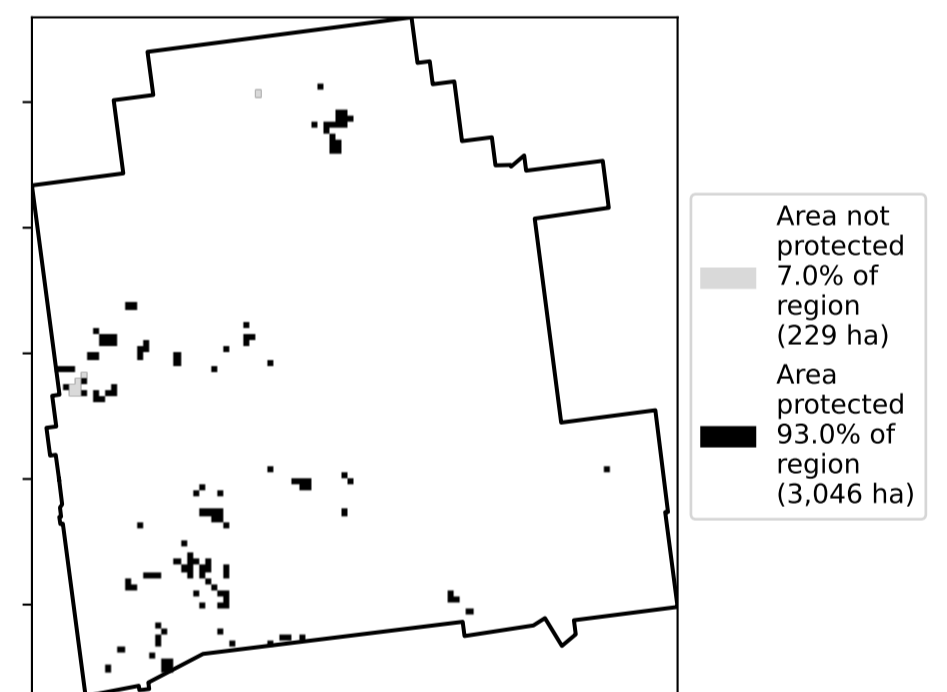 Area not
protected
7.0% of
region
(229 ha)
Area
protected
93.0% of
region
(3,046 ha)